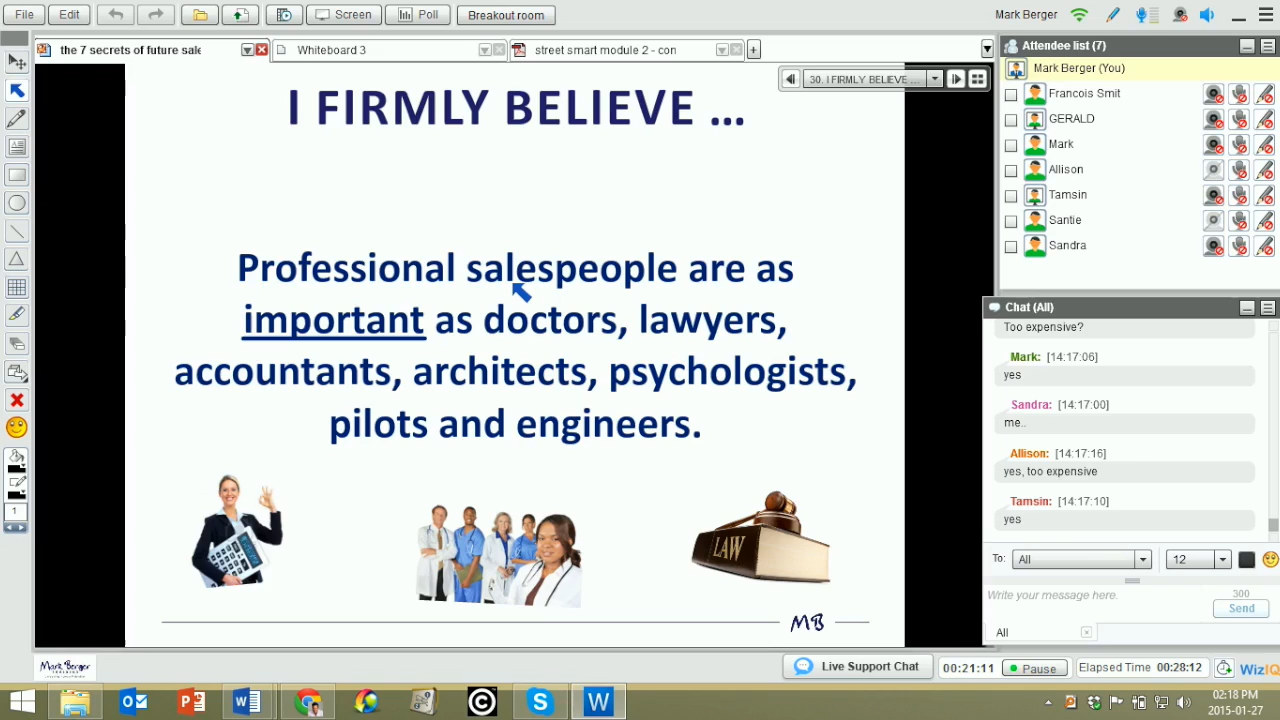 File
Edit
Screen
Poll
Breakout room
Mark Berger
the 7 secrets of future sale
Whiteboard 3
street smart module 2 - con
30. I FIRMLY BELIEVE ...
I FIRMLY BELIEVE ...
Professional salespeople are as
important as doctors, lawyers,
accountants, architects, psychologists,
pilots and engineers.
LAW
MB
1
Attendee list (7)
Mark Berger (You)
Francois Smit
GERALD
Mark
Allison
Tamsin
Santie
Sandra
Chat (All)
Too expensive?
Mark: [14:17:06]
yes
Sandra: [14:17:00]
me..
Allison: [14:17:16]
yes, too expensive
Tamsin: [14:17:10]
yes
To: All 12
Write your message here.
300
Send
All
Mark Berger
Live Support Chat
00:21:11
Pause
Elapsed Time 00:28:12
WizIQ
02:18 PM
2015-01-27